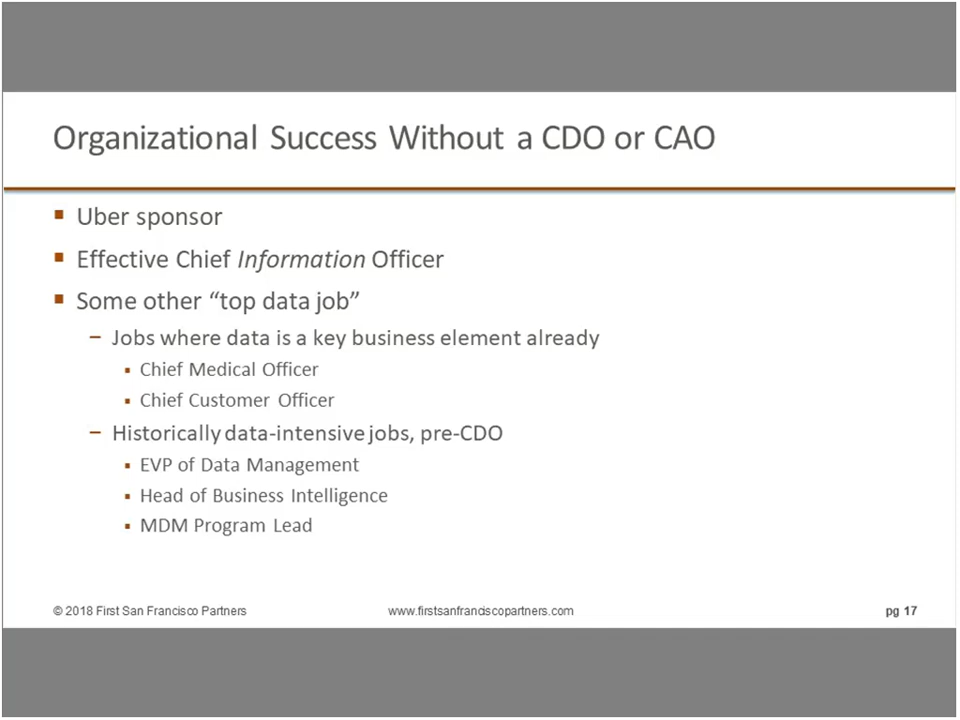 Organizational Success Without a CDO or CAO
▪ Uber sponsor
▪ Effective Chief Information Officer
▪ Some other “top data job”
– Jobs where data is a key business element already
▪ Chief Medical Officer
▪ Chief Customer Officer
– Historically data-intensive jobs, pre-CDO
▪ EVP of Data Management
▪ Head of Business Intelligence
▪ MDM Program Lead
© 2018 First San Francisco Partners www.firstsanfranciscopartners.com pg 17